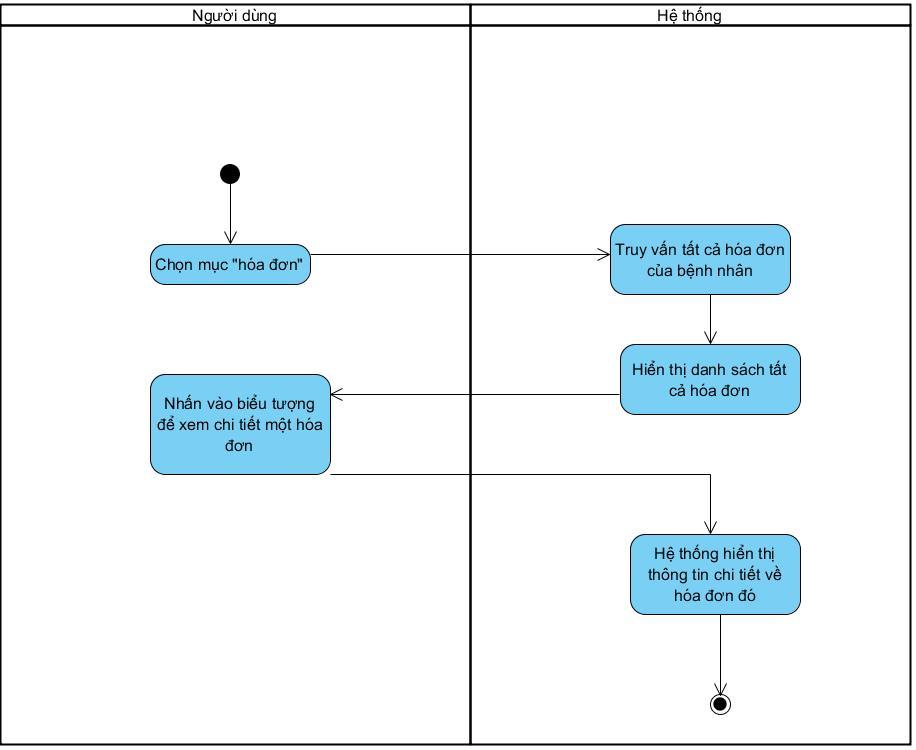 Người dùng
Hệ thống
Chọn mục "hóa đơn"
Truy vấn tất cả hóa đơn
của bệnh nhân
Hiển thị danh sách tất
cả hóa đơn
Nhấn vào biểu tượng
để xem chi tiết một hóa
đơn
Hệ thống hiển thị
thông tin chi tiết về
hóa đơn đó